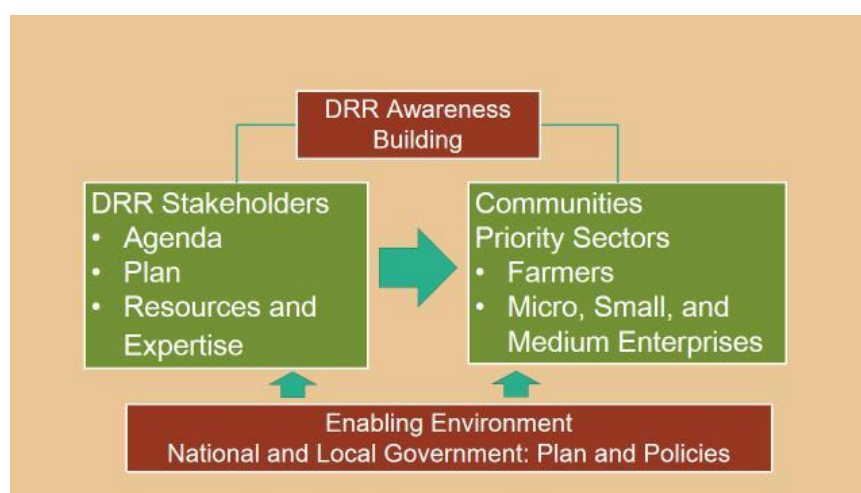 DRR Awareness
Building
DRR Stakeholders
• Agenda
• Plan
• Resources and
Expertise
Communities
Priority Sectors
• Farmers
• Micro, Small, and
Medium Enterprises
Enabling Environment
National and Local Government: Plan and Policies